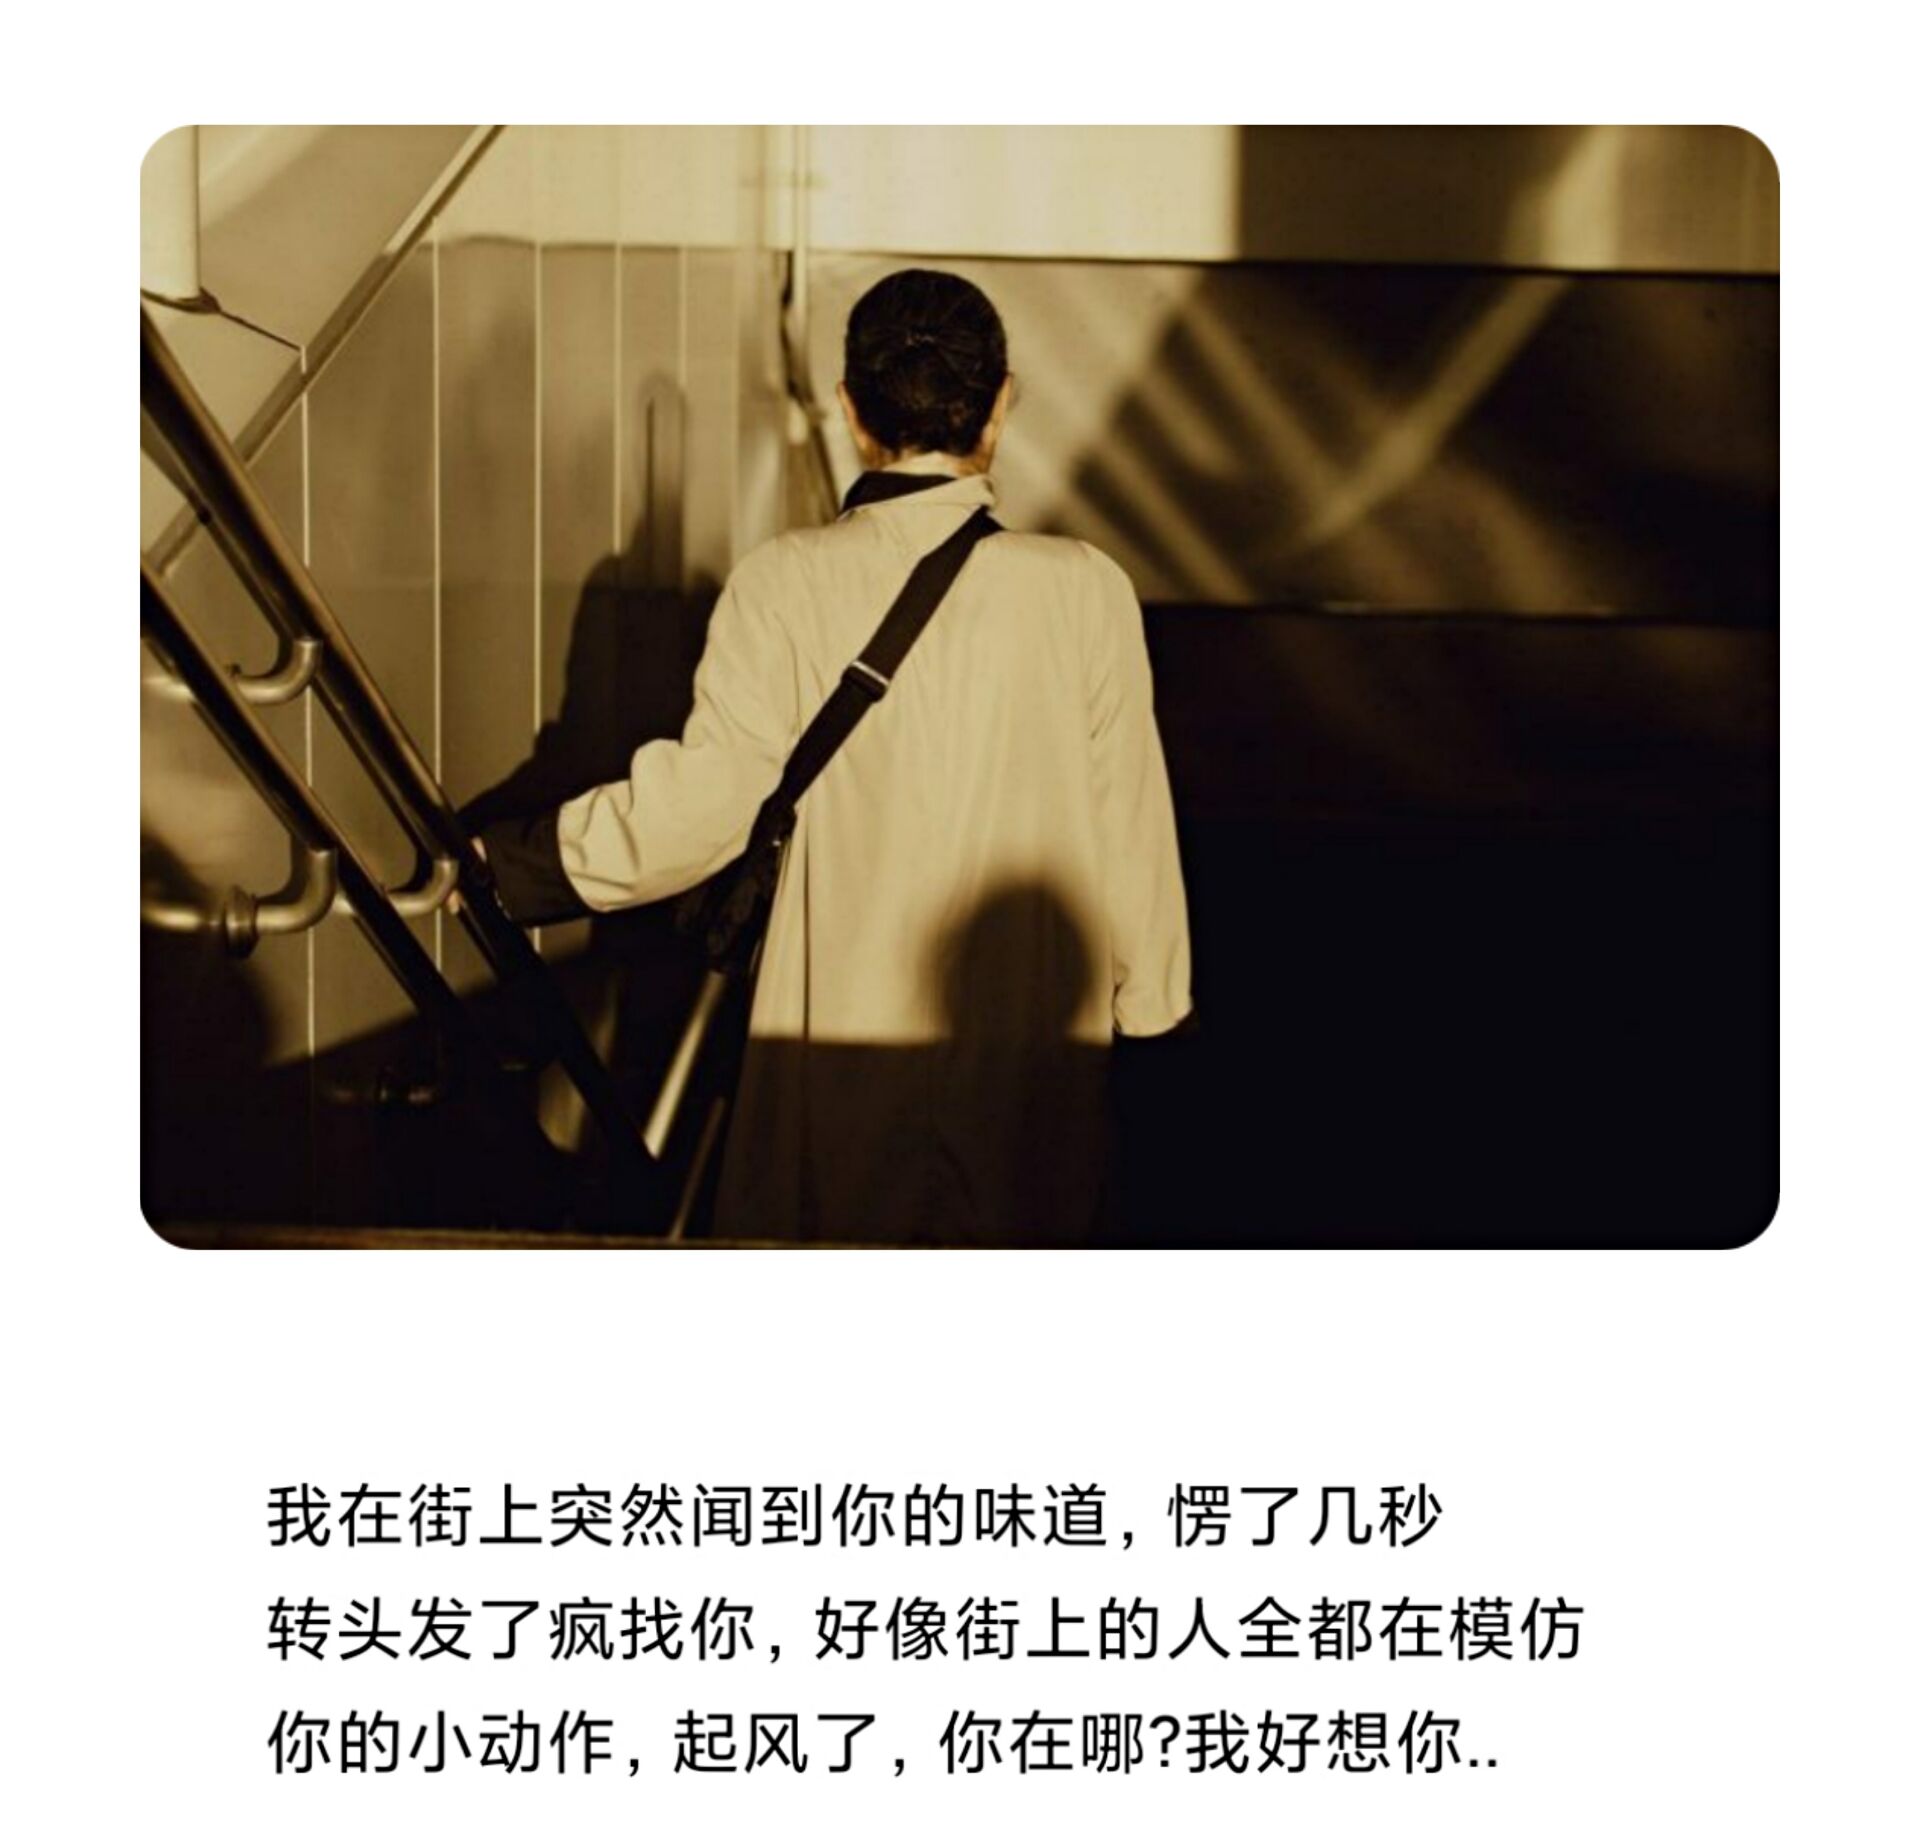 我在街上突然闻到你的味道, 愣了几秒
转头发了疯找你, 好像街上的人全都在模仿
你的小动作, 起风了, 你在哪?我好想你..